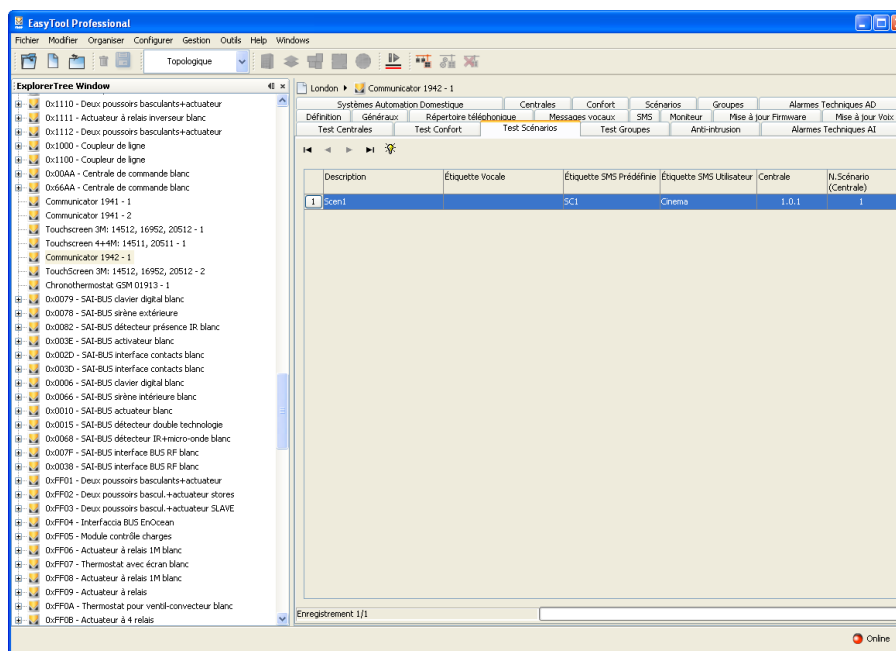 EasyTool Professional
Fichier Modifier Organiser Configurer Gestion Outils Help Windows
Topologique
ExplorerTree Window
0x1110 - Deux poussoirs basculants+actuateur
0x1111 - Actuateur à relais inverseur blanc
0x1112 - Deux poussoirs basculants+actuateur
0x1000 - Coupleur de ligne
0x1100 - Coupleur de ligne
0x00AA - Centrale de commande blanc
0x66AA - Centrale de commande blanc
Communicator 1941 - 1
Communicator 1941 - 2
Touchscreen 3M: 14512, 16952, 20512 - 1
Touchscreen 4+4M: 14511, 20511 - 1
Communicator 1942 - 1
TouchScreen 3M: 14512, 16952, 20512 - 2
Chronothermostat GSM 01913 - 1
0x0079 - SAI-BUS clavier digital blanc
0x0078 - SAI-BUS sirène extérieure
0x0082 - SAI-BUS détecteur présence IR blanc
0x003E - SAI-BUS activateur blanc
0x002D - SAI-BUS interface contacts blanc
0x003D - SAI-BUS interface contacts blanc
0x0006 - SAI-BUS clavier digital blanc
0x0066 - SAI-BUS sirène intérieure blanc
0x0010 - SAI-BUS actuateur blanc
0x0015 - SAI-BUS détecteur double technologie
0x0068 - SAI-BUS détecteur IR+micro-onde blanc
0x007F - SAI-BUS interface BUS RF blanc
0x0038 - SAI-BUS interface BUS RF blanc
0xFF01 - Deux poussoirs basculants+actuateur
0xFF02 - Deux poussoirs bascul.+actuateur stores
0xFF03 - Deux poussoirs bascul.+actuateur SLAVE
0xFF04 - Interfaccia BUS EnOcean
0xFF05 - Module contrôle charges
0xFF06 - Actuateur à relais 1M blanc
0xFF07 - Thermostat avec écran blanc
0xFF08 - Actuateur à relais 1M blanc
0xFF09 - Actuateur à relais
0xFF0A - Thermostat pour ventil-convecteur blanc
0xFF0B - Actuateur à 4 relais
London Communicator 1942 - 1
Systèmes Automation Domestique Centrales Confort Scénarios Groupes Alarmes Techniques AD
Définition Généraux Répertoire téléphonique Messages vocaux SMS Moniteur Mise à jour Firmware Mise à jour Voix
Test Centrales Test Confort Test Scénarios Test Groupes Anti-intrusion Alarmes Techniques AI
Description Étiquette Vocale Étiquette SMS Prédéfinie Étiquette SMS Utilisateur Centrale N.Scénario (Centrale)
1 Scen1 SC1 Cinema 1.0.1 1
Enregistrement 1/1
Online